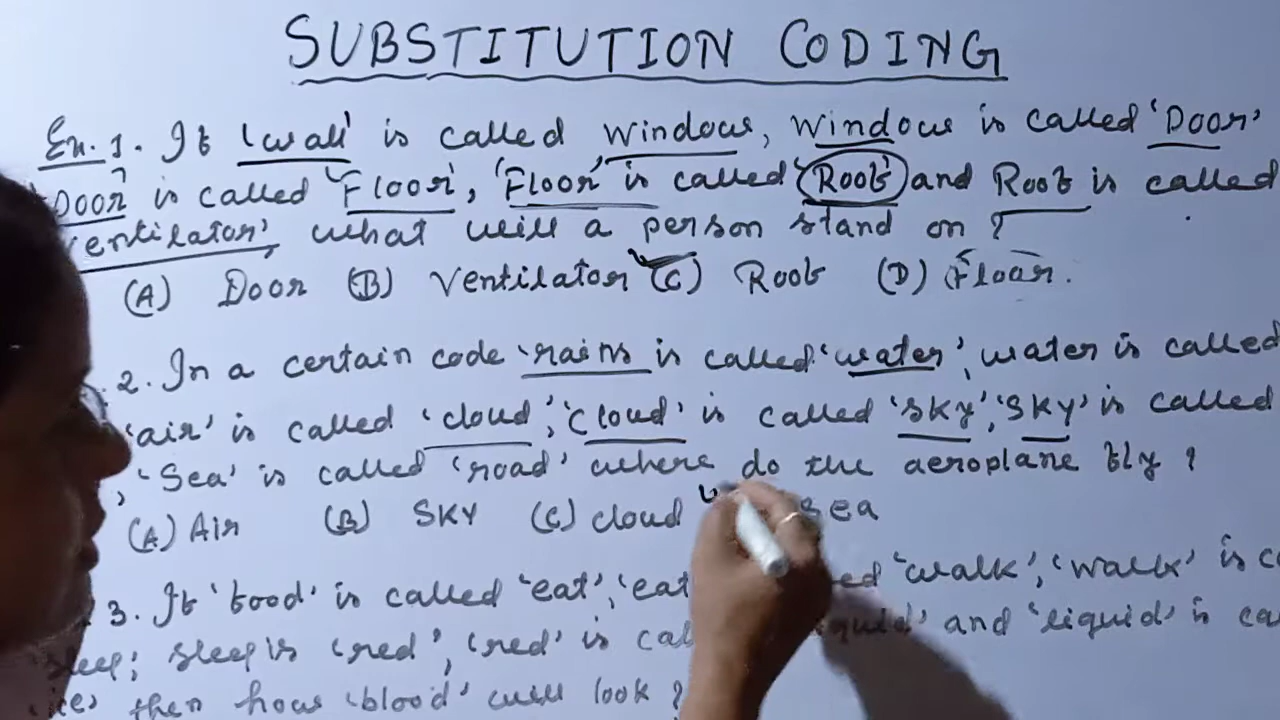 SUBSTITUTION CODING
Ex. 1. If 'wall' is called window, window is called 'Door'
'Door' is called 'Floor', 'Floor' is called 'Roof' and Roof is called
ventilator', what will a person stand on ?
(A) Door (B) Ventilator (C) Roof (D) Floor.
2. In a certain code 'rains is called 'water', water is called
'air' is called 'cloud', 'Cloud' is called 'sky', 'SKY' is called
, 'Sea' is called 'road' where do the aeroplane fly ?
(A) Air (B) SKY (C) cloud Sea
3. If 'food' is called 'eat', 'eat 'walk', 'walk' is
sleep; sleep is 'red', 'red' is and 'liquid' is
then how 'blood' will look ?